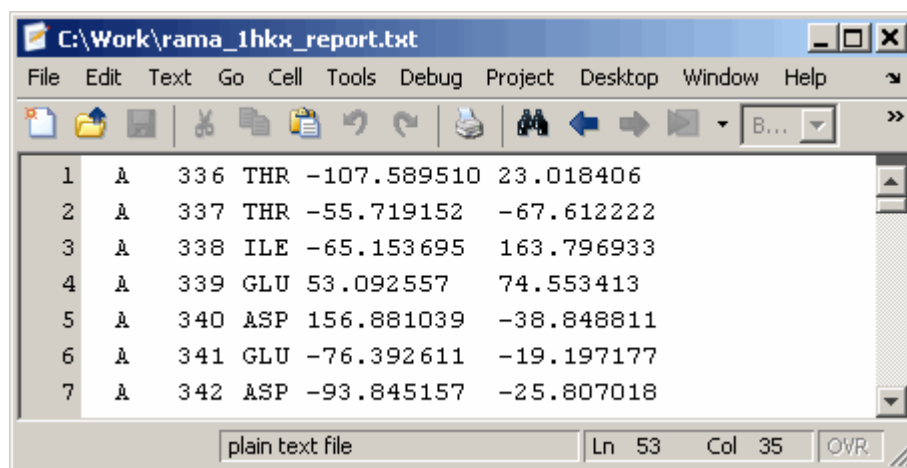 C:\Work\rama_1hkx_report.txt
File Edit Text Go Cell Tools Debug Project Desktop Window Help
B...
1 A 336 THR -107.589510 23.018406
2 A 337 THR -55.719152 -67.612222
3 A 338 ILE -65.153695 163.796933
4 A 339 GLU 53.092557 74.553413
5 A 340 ASP 156.881039 -38.848811
6 A 341 GLU -76.392611 -19.197177
7 A 342 ASP -93.845157 -25.807018
plain text file Ln 53 Col 35 OVR